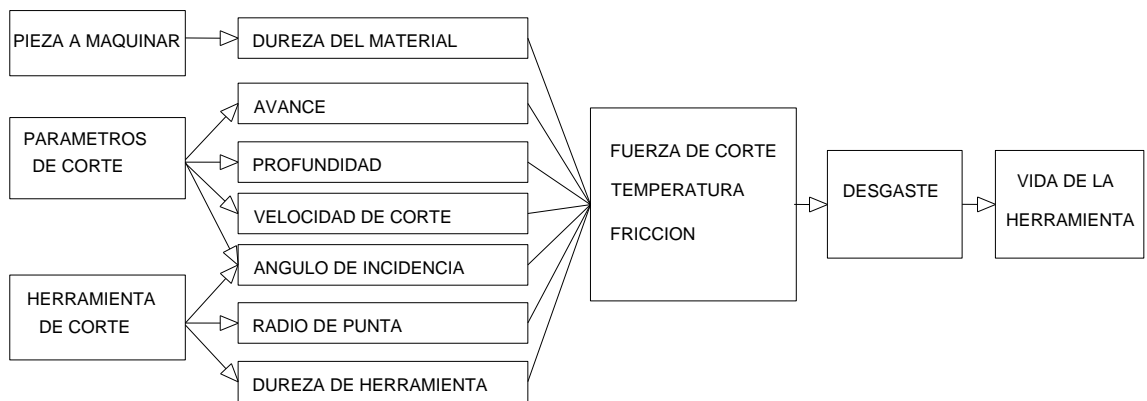 PIEZA A MAQUINAR
DUREZA DEL MATERIAL
PARAMETROS
DE CORTE
AVANCE
PROFUNDIDAD
VELOCIDAD DE CORTE
ANGULO DE INCIDENCIA
HERRAMIENTA
DE CORTE
RADIO DE PUNTA
DUREZA DE HERRAMIENTA
FUERZA DE CORTE
TEMPERATURA
FRICCION
DESGASTE
VIDA DE LA
HERRAMIENTA